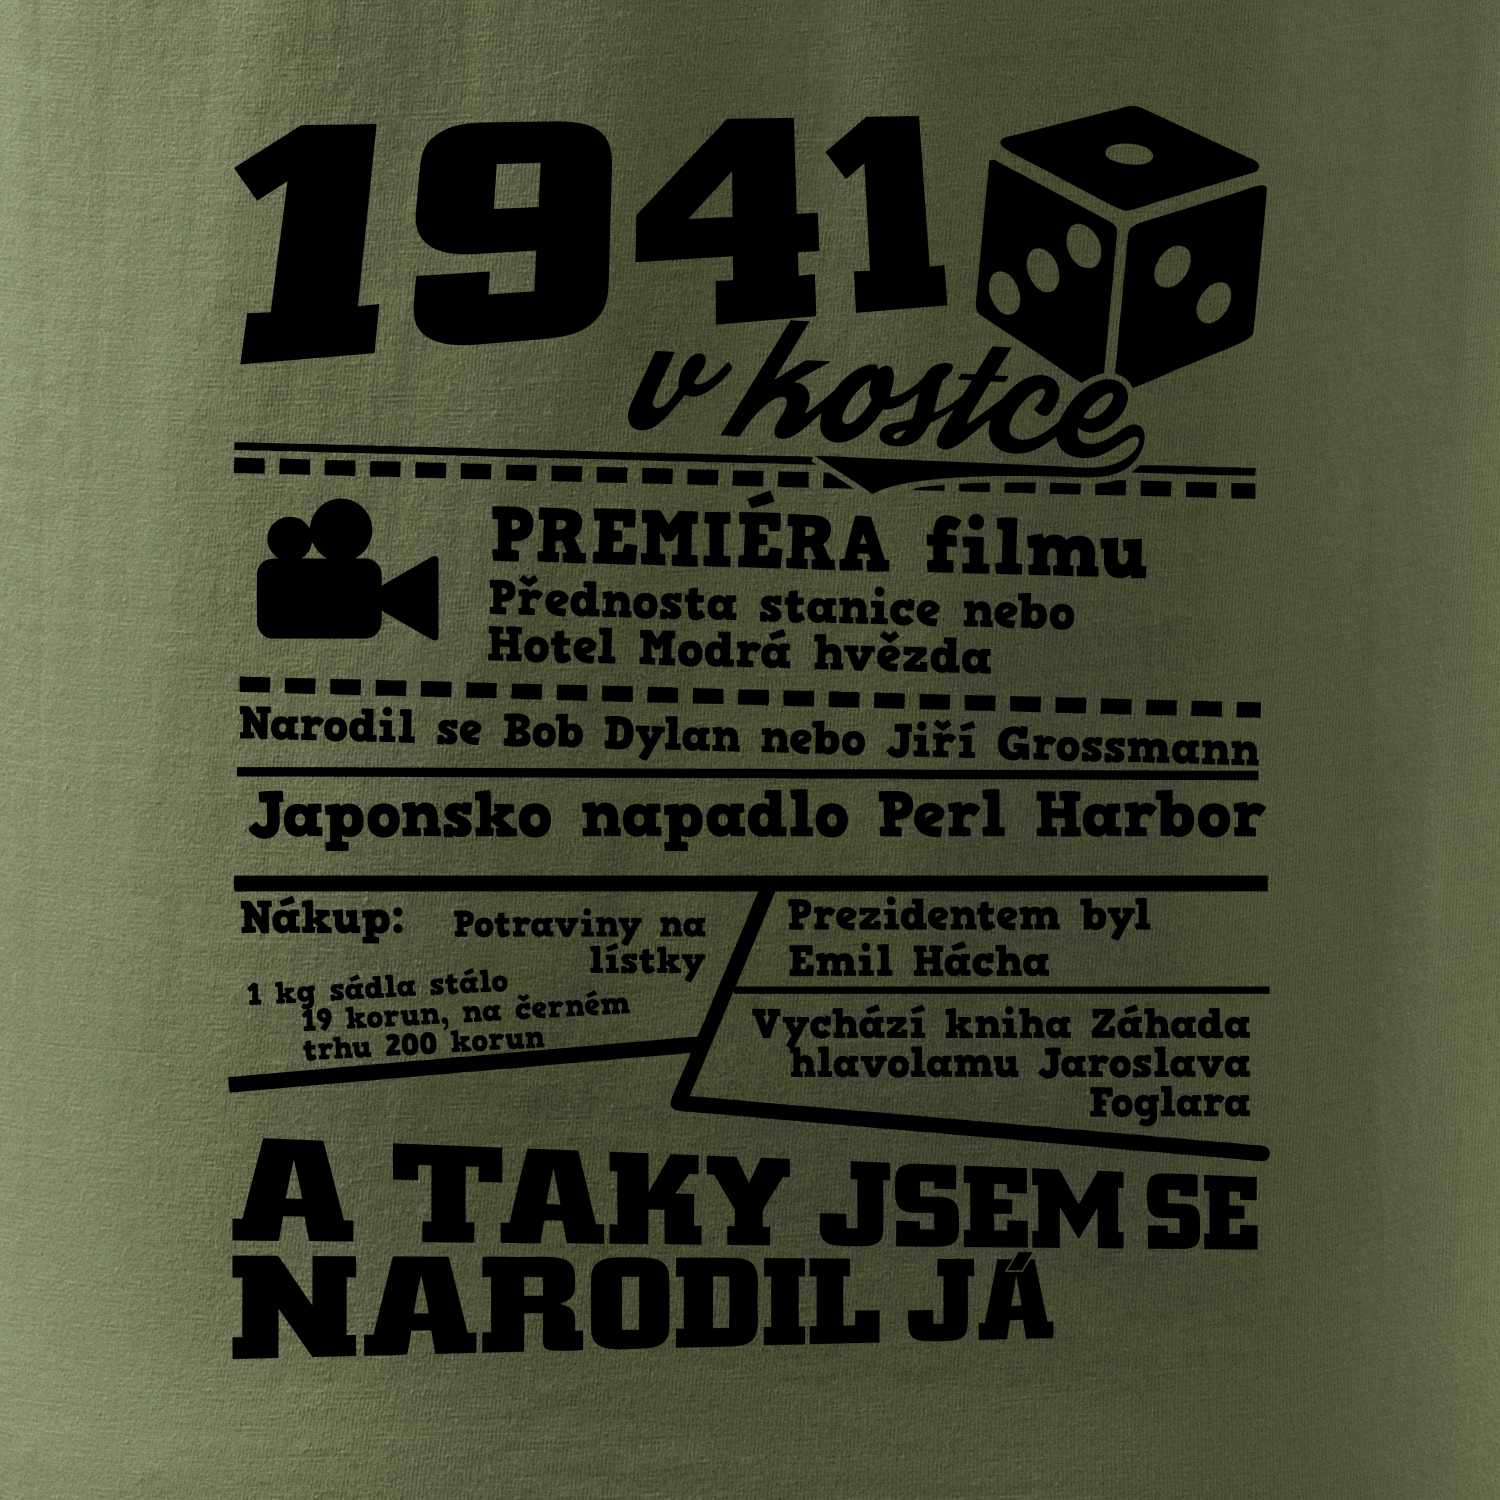 1941
v kostce
PREMIÉRA filmu
Přednosta stanice nebo
Hotel Modrá hvězda
Narodil se Bob Dylan nebo Jiří Grossmann
Japonsko napadlo Perl Harbor
Nákup: Potraviny na
lístky
1 kg sádla stálo
19 korun, na černém
trhu 200 korun
Prezidentem byl
Emil Hácha
Vychází kniha Záhada
hlavolamu Jaroslava
Foglara
A TAKY JSEM SE
NARODIL JÁ